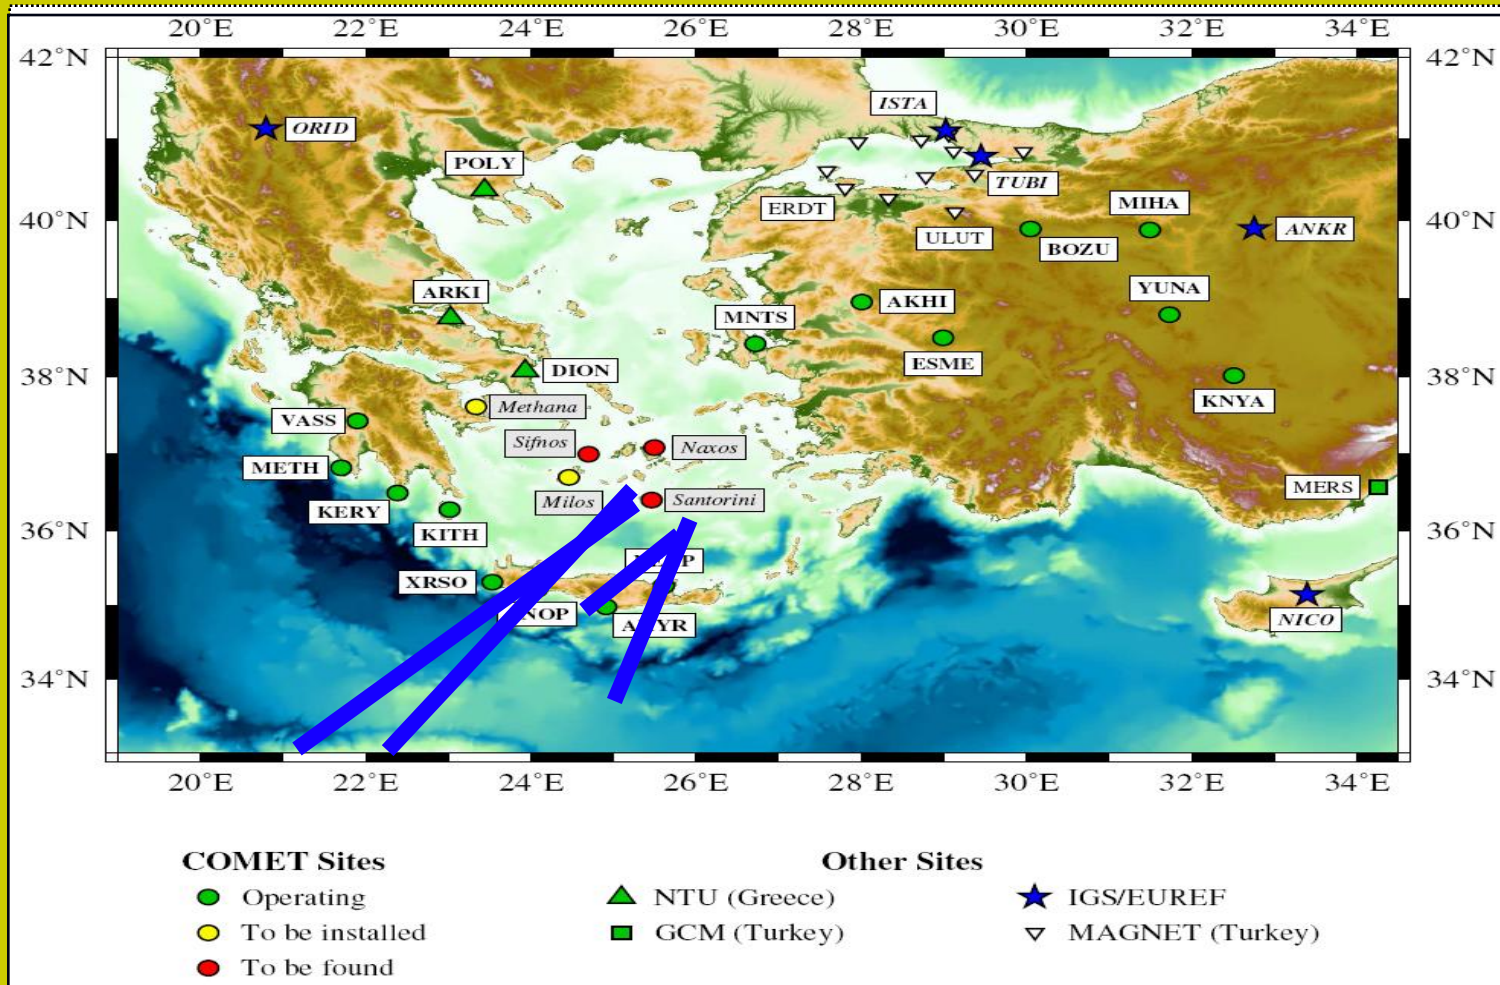 20°E 22°E 24°E 26°E 28°E 30°E 32°E 34°E
42°N 42°N
ISTA
ORID
POLY
TUBI
MIHA
ERDT
40°N 40°N
ULUT
BOZU
ANKR
ARKI
YUNA
AKHI
MNTS
ESME
DION
38°N 38°N
KNYA
Methana
VASS
Sifnos
Naxos
METH
MERS
Milos
Santorini
KERY
KITH
36°N 36°N
XRSO
NICO
34°N 34°N
20°E 22°E 24°E 26°E 28°E 30°E 32°E 34°E
COMET Sites
Other Sites
Operating
NTU (Greece)
IGS/EUREF
To be installed
GCM (Turkey)
MAGNET (Turkey)
To be found